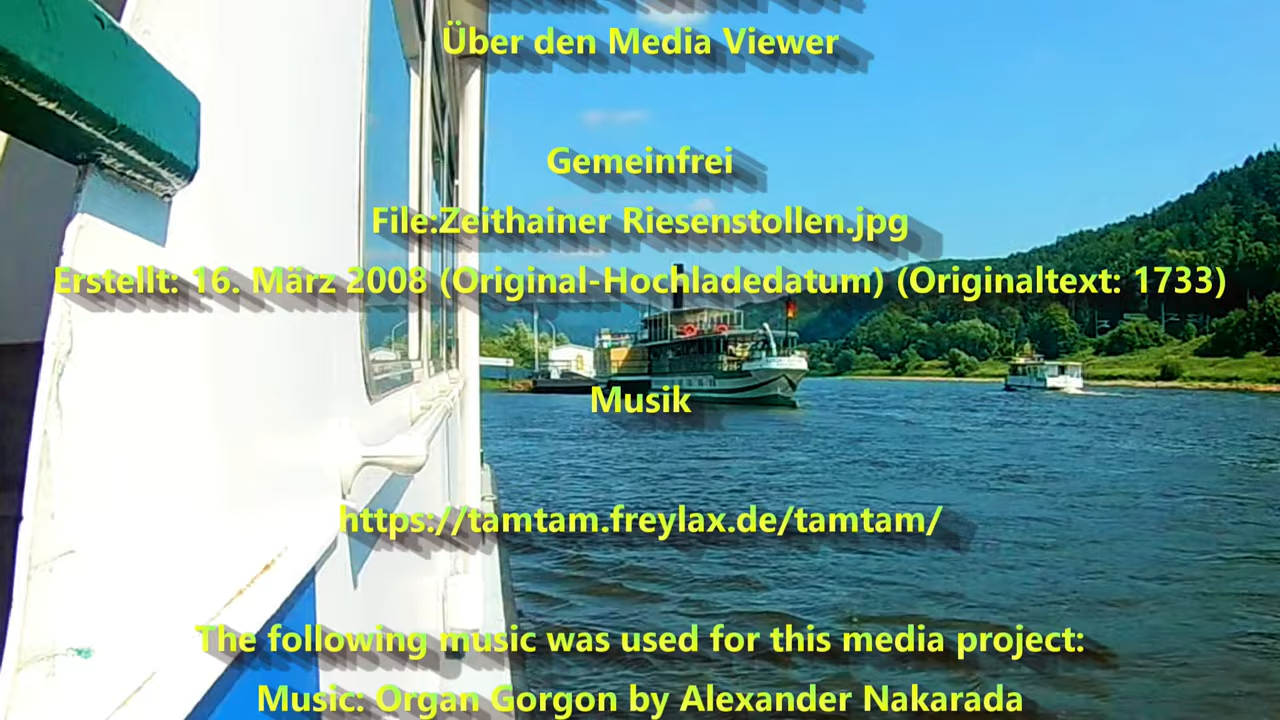 Über den Media Viewer
Gemeinfrei
File:Zeithainer Riesenstollen.jpg
Erstellt: 16. März 2008 (Original-Hochladedatum) (Originaltext: 1733)
Musik
https://tamtam.freylax.de/tamtam/
The following music was used for this media project:
Music: Organ Gorgon by Alexander Nakarada